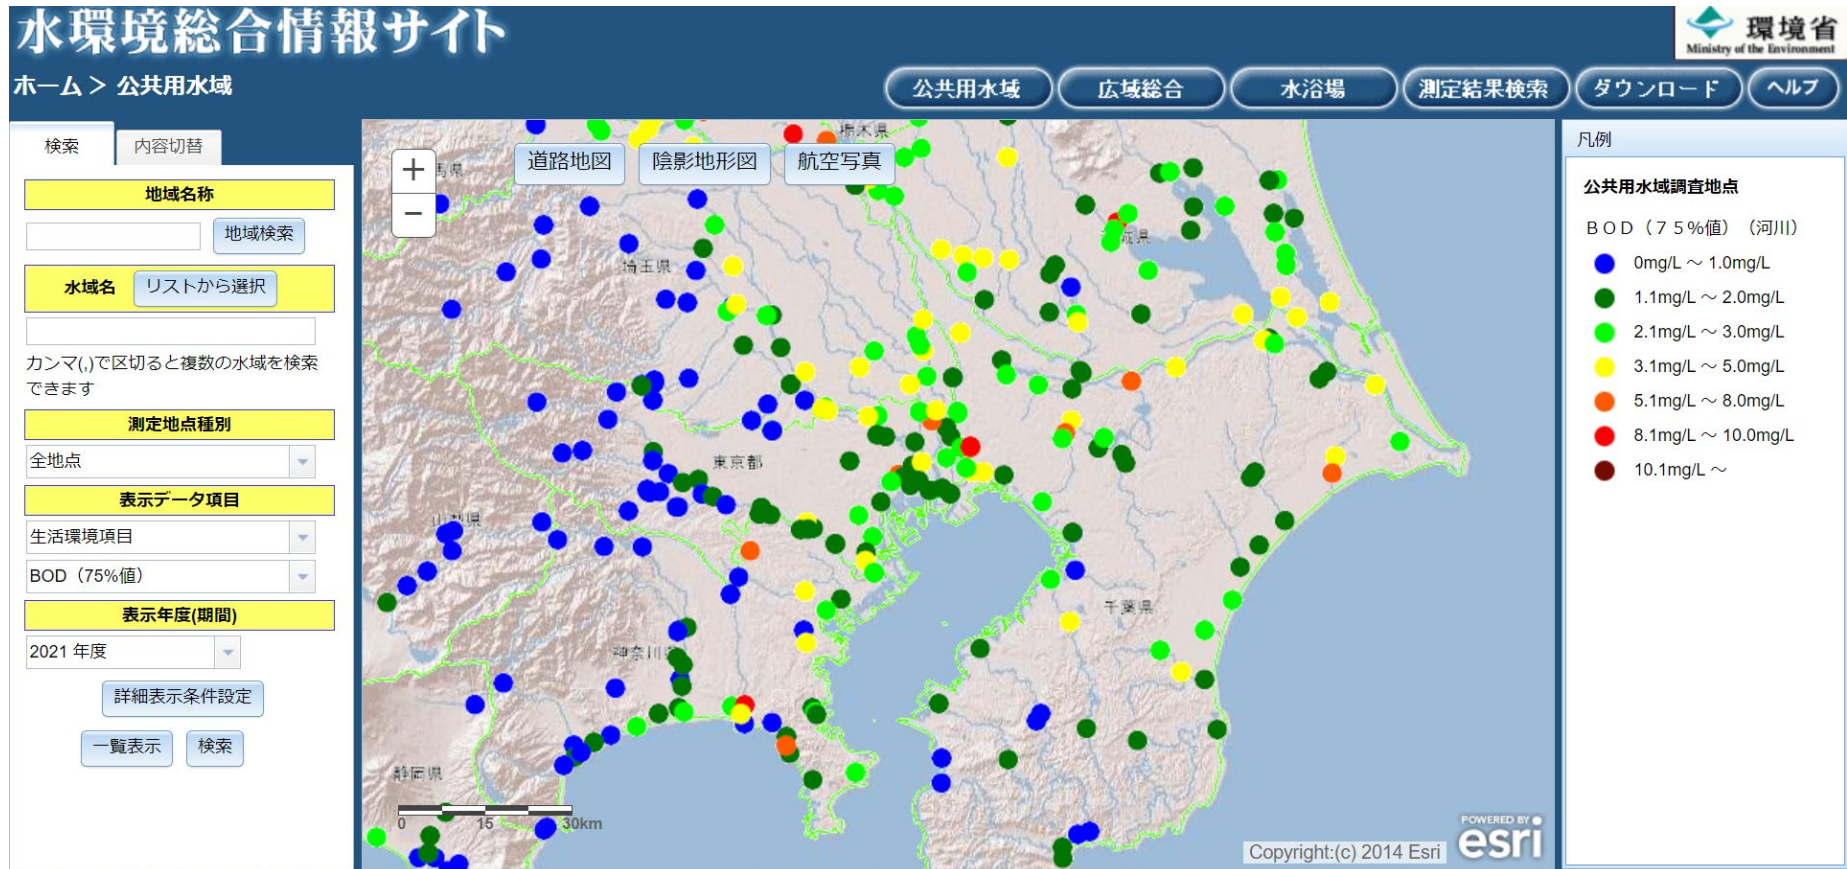 水環境総合情報サイト
環境省
Ministry of the Environment
ホーム > 公共用水域
公共用水域
広域総合
水浴場
測定結果検索
ダウンロード
ヘルプ
検索
内容切替
地域名称
地域検索
水域名
リストから選択
カンマ(,)で区切ると複数の水域を検索
できます
測定地点種別
全地点
表示データ項目
生活環境項目
BOD（75%値）
表示年度(期間)
2021 年度
詳細表示条件設定
一覧表示
検索
+
−
道路地図
陰影地形図
航空写真
栃木県
馬県
城県
埼玉県
東京都
山梨県
千葉県
神奈川
静岡県
0
15
30km
Copyright:(c) 2014 Esri
POWERED BY
esri
凡例
公共用水域調査地点
ＢＯＤ（７５%値）（河川）
0mg/L ～ 1.0mg/L
1.1mg/L ～ 2.0mg/L
2.1mg/L ～ 3.0mg/L
3.1mg/L ～ 5.0mg/L
5.1mg/L ～ 8.0mg/L
8.1mg/L ～ 10.0mg/L
10.1mg/L ～